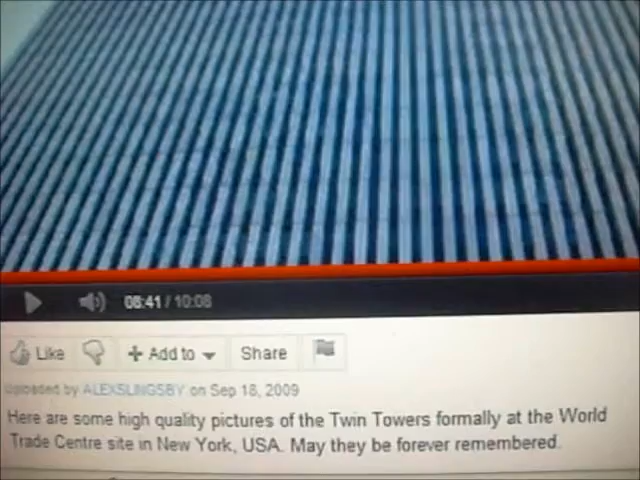 08:41 / 10:08
Like
Add to
Share
Uploaded by ALEXSLINGSBY on Sep 18, 2009
Here are some high quality pictures of the Twin Towers formally at the World
Trade Centre site in New York, USA. May they be forever remembered.